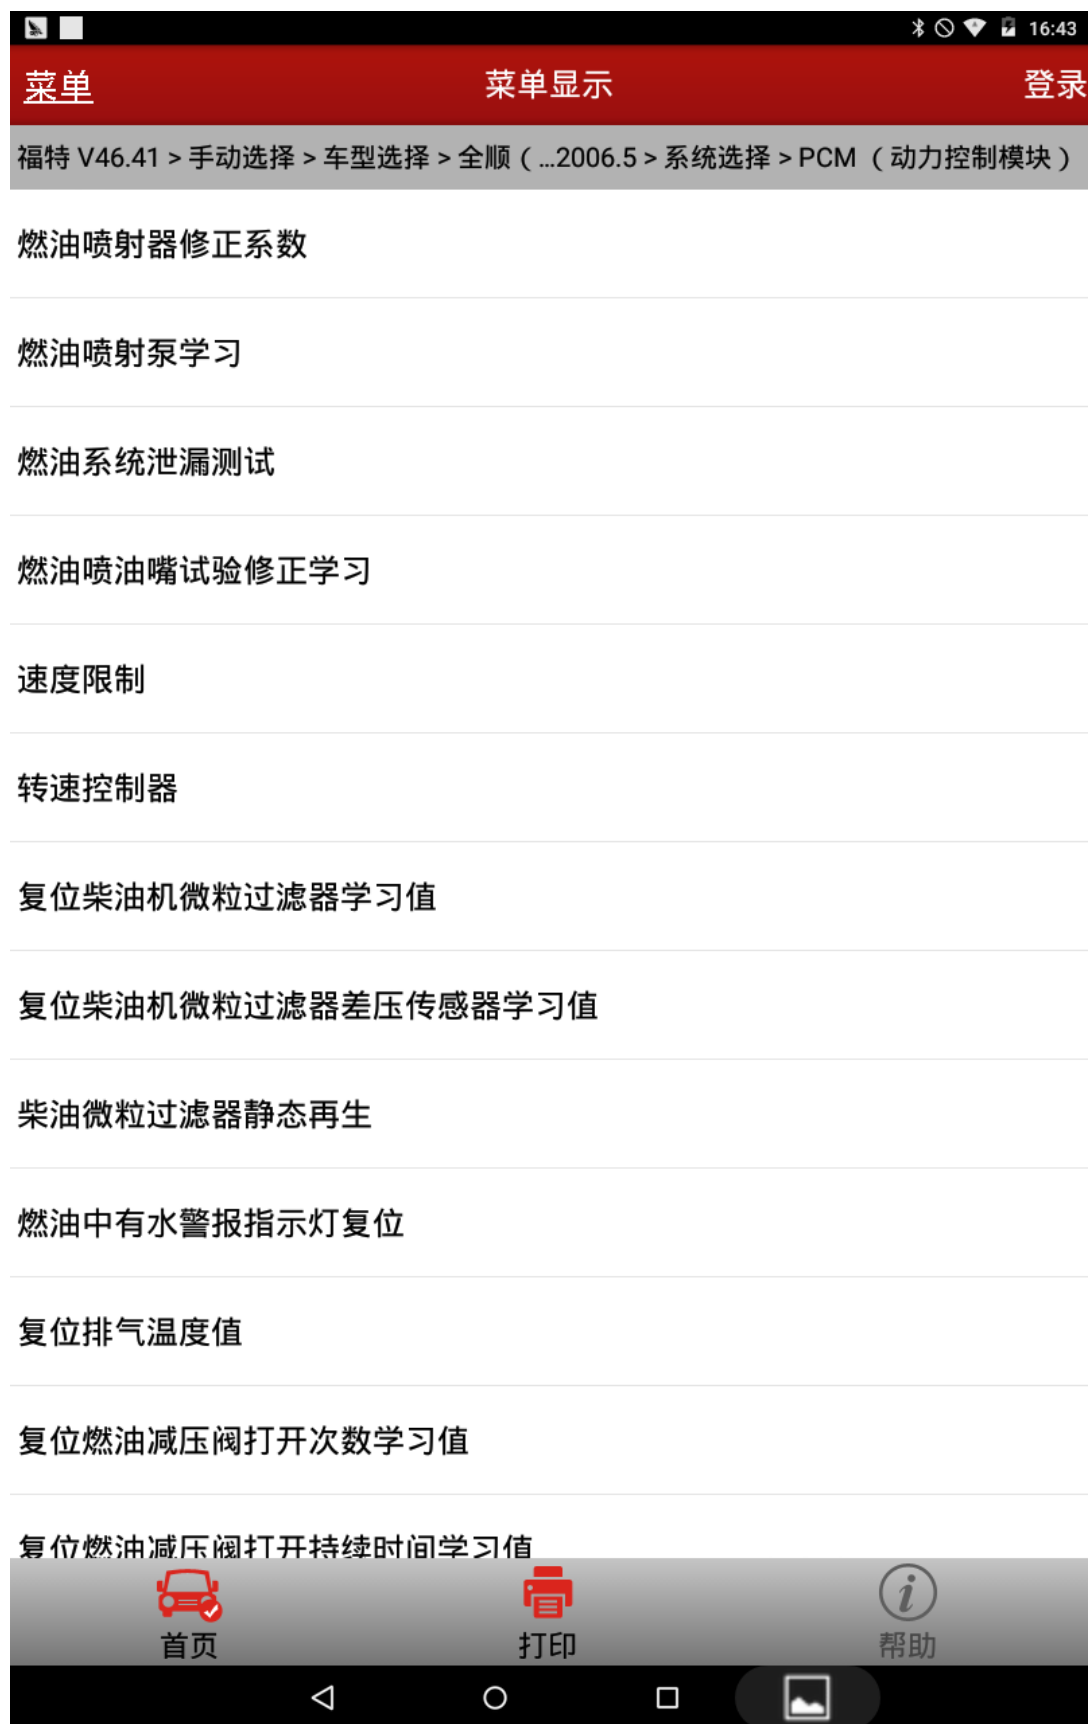 16:43
菜单 菜单显示 登录
福特 V46.41 > 手动选择 > 车型选择 > 全顺（...2006.5 > 系统选择 > PCM （动力控制模块）
燃油喷射器修正系数
燃油喷射泵学习
燃油系统泄漏测试
燃油喷油嘴试验修正学习
速度限制
转速控制器
复位柴油机微粒过滤器学习值
复位柴油机微粒过滤器差压传感器学习值
柴油微粒过滤器静态再生
燃油中有水警报指示灯复位
复位排气温度值
复位燃油减压阀打开次数学习值
复位燃油减压阀打开持续时间学习值
首页 打印 帮助